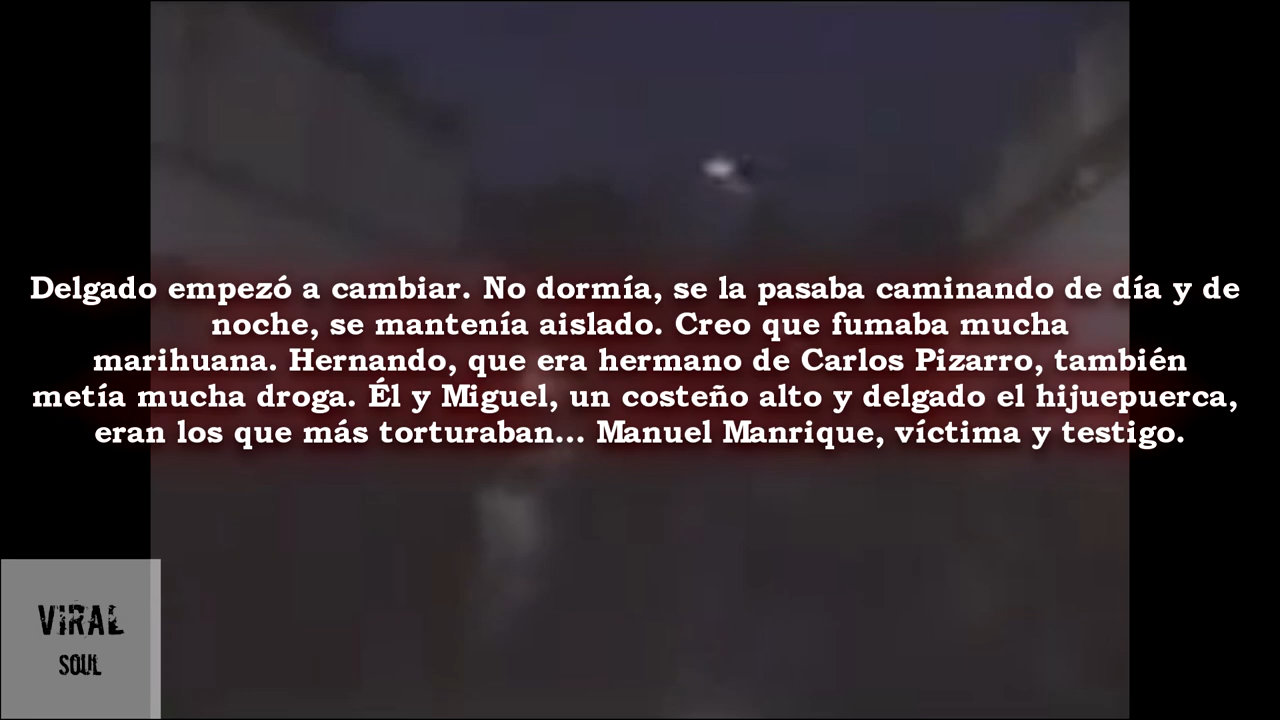 Delgado empezó a cambiar. No dormía, se la pasaba caminando de día y de
noche, se mantenía aislado. Creo que fumaba mucha
marihuana. Hernando, que era hermano de Carlos Pizarro, también
metía mucha droga. Él y Miguel, un costeño alto y delgado el hijuepuerca,
eran los que más torturaban... Manuel Manrique, víctima y testigo.
VIRAL
SOUL